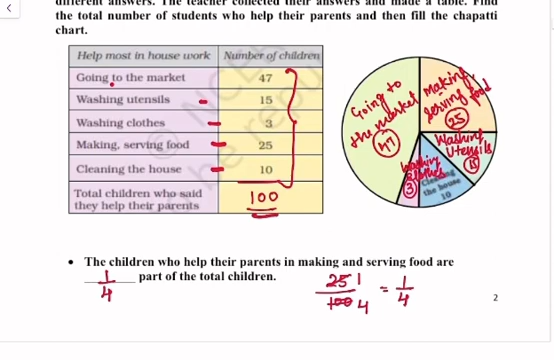 different answers. The teacher collected their answers and made a table. Find
the total number of students who help their parents and then fill the chapatti
chart.
Help most in house work Number of children
Going to the market 47
Washing utensils 15
Washing clothes 3
Making, serving food 25
Cleaning the house 10
Total children who said
they help their parents 100
Going to
the market
47
Making
serving food
25
Washing
Utensils
15
Washing
clothes
3
Cleaning
the house
10
• The children who help their parents in making and serving food are
1/4 part of the total children.
25/100 1/4 = 1/4
2